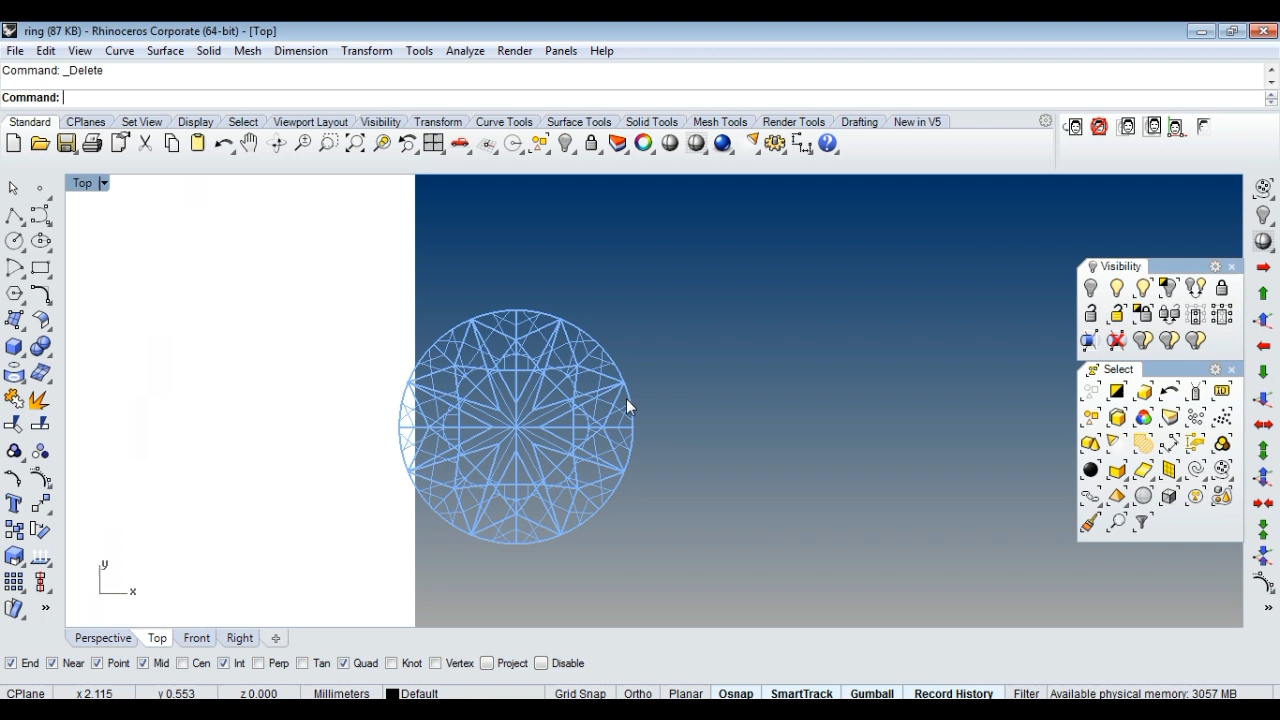 ring (87 KB) - Rhinoceros Corporate (64-bit) - [Top]
File Edit View Curve Surface Solid Mesh Dimension Transform Tools Analyze Render Panels Help
Command: _Delete
Command:
Standard CPlanes Set View Display Select Viewport Layout Visibility Transform Curve Tools Surface Tools Solid Tools Mesh Tools Render Tools Drafting New in V5
Top
Visibility
Select
y
x
Perspective Top Front Right
End Near Point Mid Cen Int Perp Tan Quad Knot Vertex Project Disable
CPlane x 2.115 y 0.553 z 0.000 Millimeters Default Grid Snap Ortho Planar Osnap SmartTrack Gumball Record History Filter Available physical memory: 3057 MB